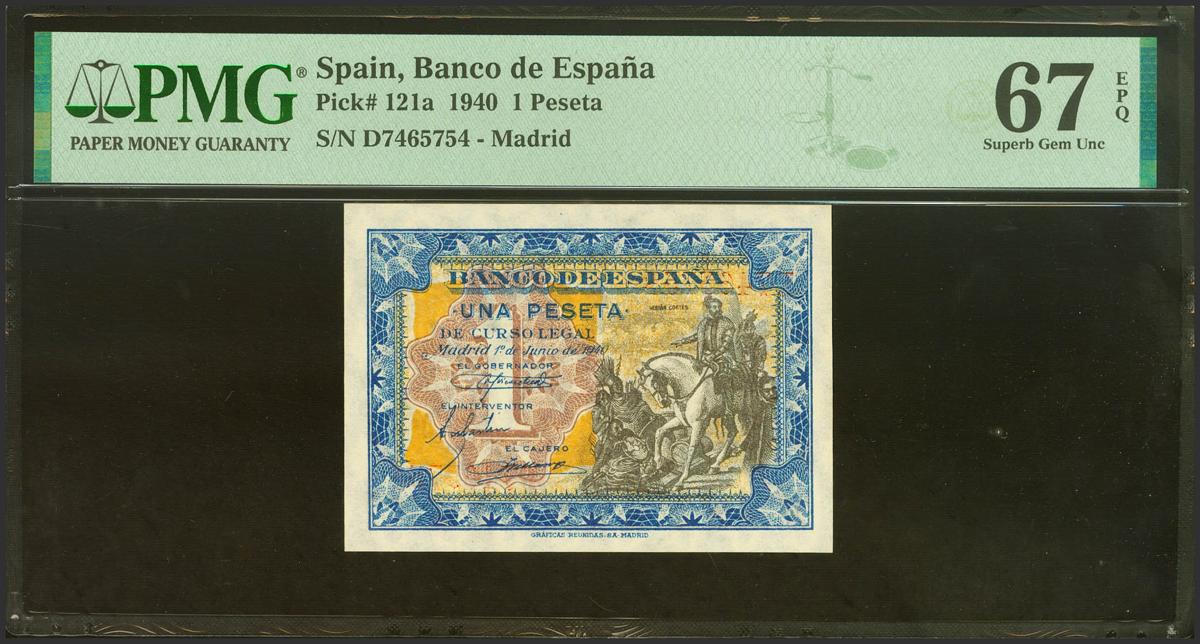 PMG®
PAPER MONEY GUARANTY
Spain, Banco de España
Pick# 121a 1940 1 Peseta
S/N D7465754 - Madrid
67
EPQ
Superb Gem Unc
BANCO DE ESPAÑA
·UNA PESETA·
DE CURSO LEGAL
Madrid 1º de Junio de 1940
EL GOBERNADOR
EL INTERVENTOR
EL CAJERO
1
HERNÁN CORTÉS
GRÁFICAS REUNIDAS, S.A. MADRID